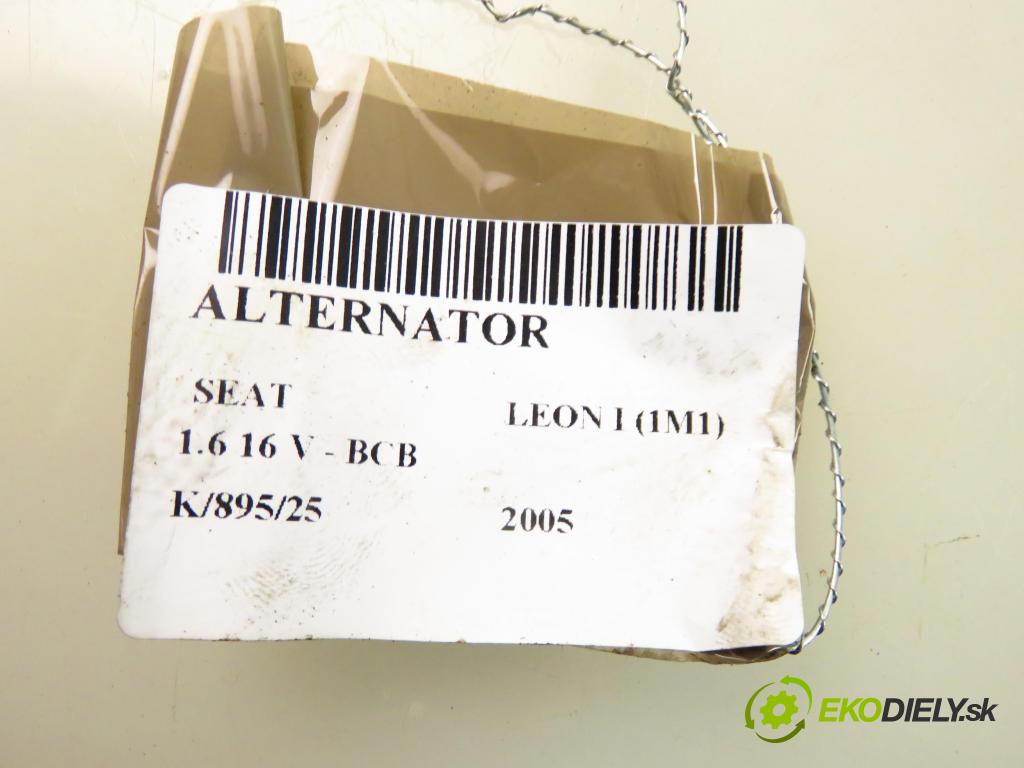 ALTERNATOR
SEAT LEON I (1M1)
1.6 16 V - BCB
K/895/25 2005
EKODIELY.sk